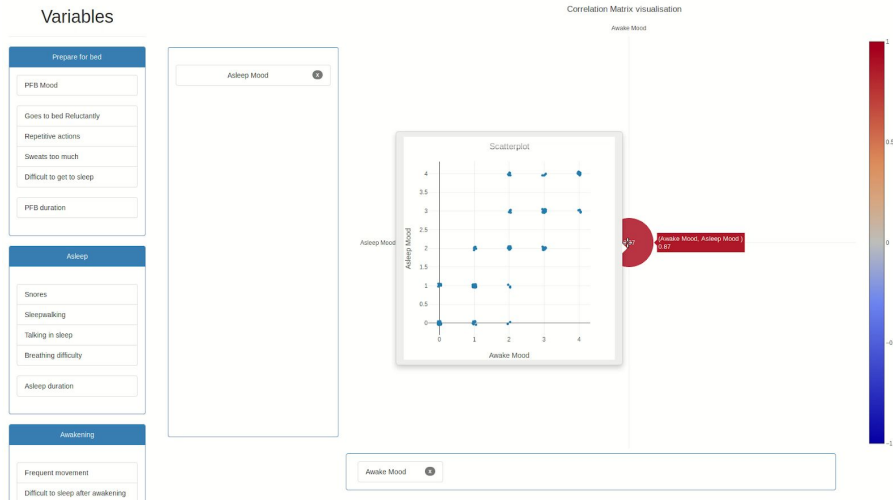 Variables
Prepare for bed
PFB Mood
Goes to bed Reluctantly
Repetitive actions
Sweats too much
Difficult to get to sleep
PFB duration
Asleep
Snores
Sleepwalking
Talking in sleep
Breathing difficulty
Asleep duration
Awakening
Frequent movement
Difficult to sleep after awakening
Asleep Mood x
Correlation Matrix visualisation
Awake Mood
Asleep Mood
Scatterplot
4
3.5
3
2.5
2
1.5
1
0.5
0
Asleep Mood
0 1 2 3 4
Awake Mood
(Awake Mood, Asleep Mood )
0.87
Awake Mood x
1
0.5
0
−1